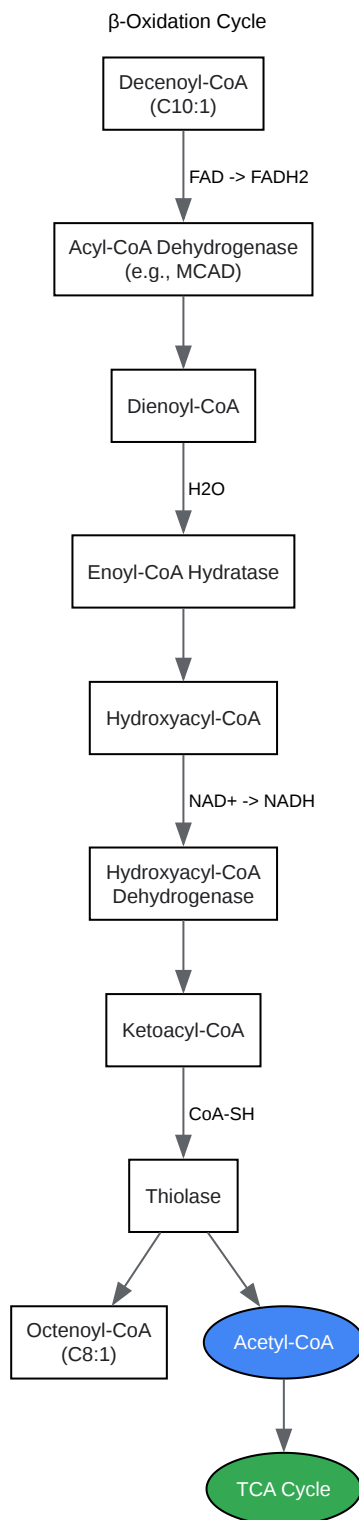 β-Oxidation Cycle
Decenoyl-CoA
(C10:1)
FAD -> FADH2
Acyl-CoA Dehydrogenase
(e.g., MCAD)
Dienoyl-CoA
H2O
Enoyl-CoA Hydratase
Hydroxyacyl-CoA
NAD+ -> NADH
Hydroxyacyl-CoA
Dehydrogenase
Ketoacyl-CoA
CoA-SH
Thiolase
Octenoyl-CoA
(C8:1)
Acetyl-CoA
TCA Cycle